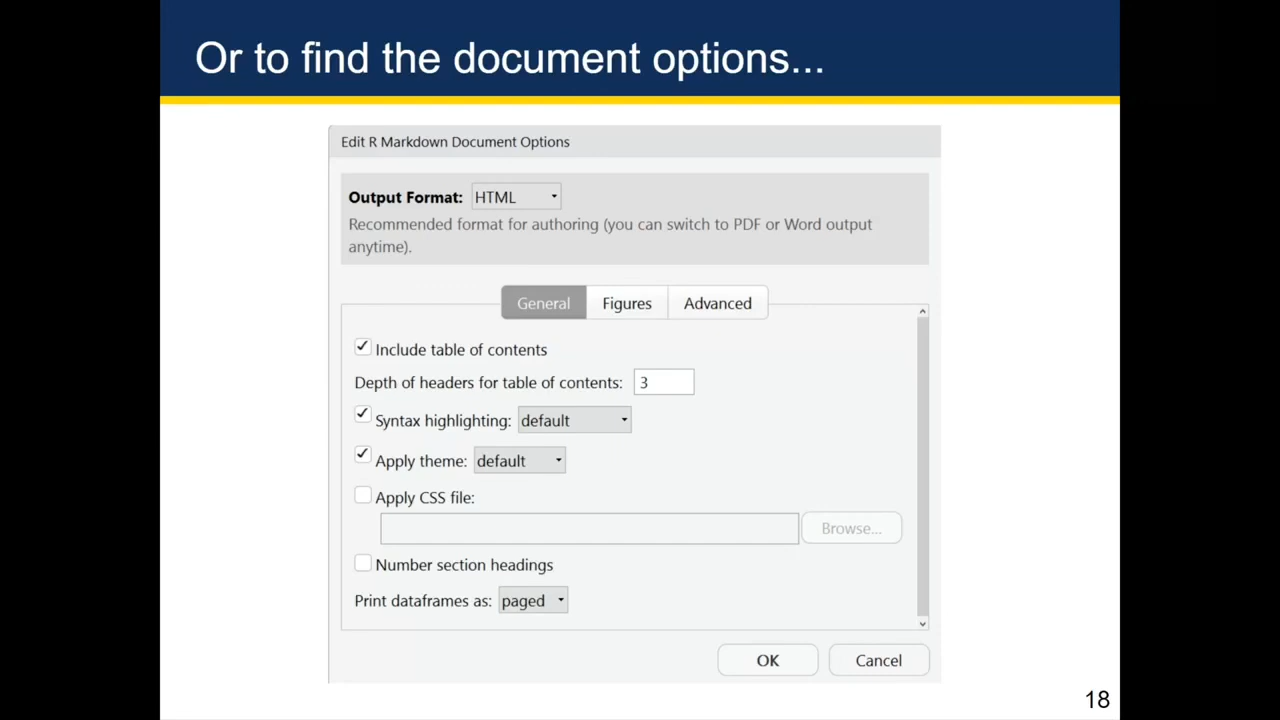 Or to find the document options...
Edit R Markdown Document Options
Output Format: HTML
Recommended format for authoring (you can switch to PDF or Word output
anytime).
General Figures Advanced
Include table of contents
Depth of headers for table of contents: 3
Syntax highlighting: default
Apply theme: default
Apply CSS file:
Browse...
Number section headings
Print dataframes as: paged
OK Cancel
18